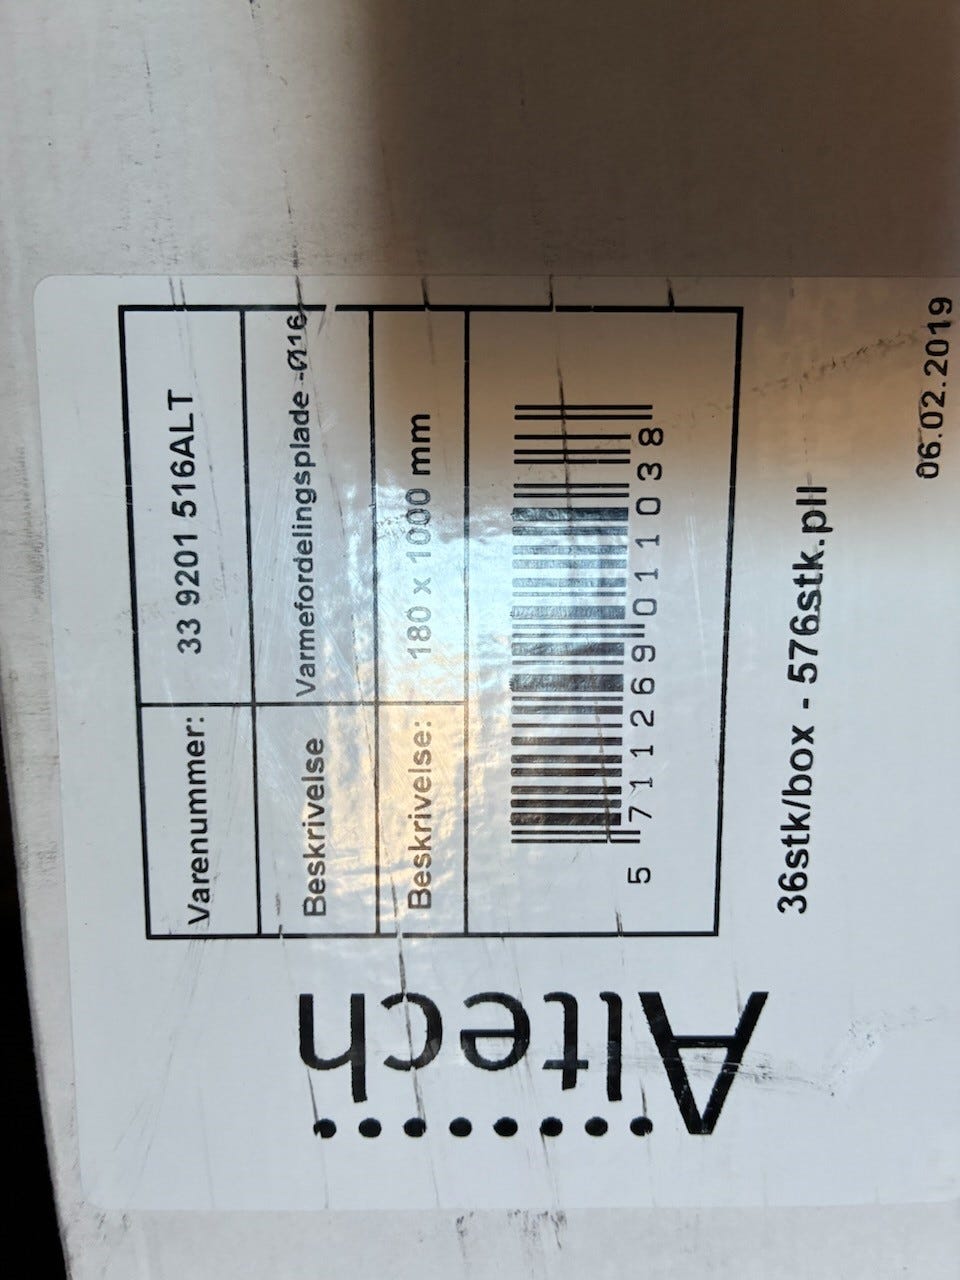 Altech
Varenummer: 33 9201 516ALT
Beskrivelse Varmefordelingsplade -Ø16
Beskrivelse: 180 x 1000 mm
5 711269 011038
36stk/box - 576stk.pll
06.02.2019